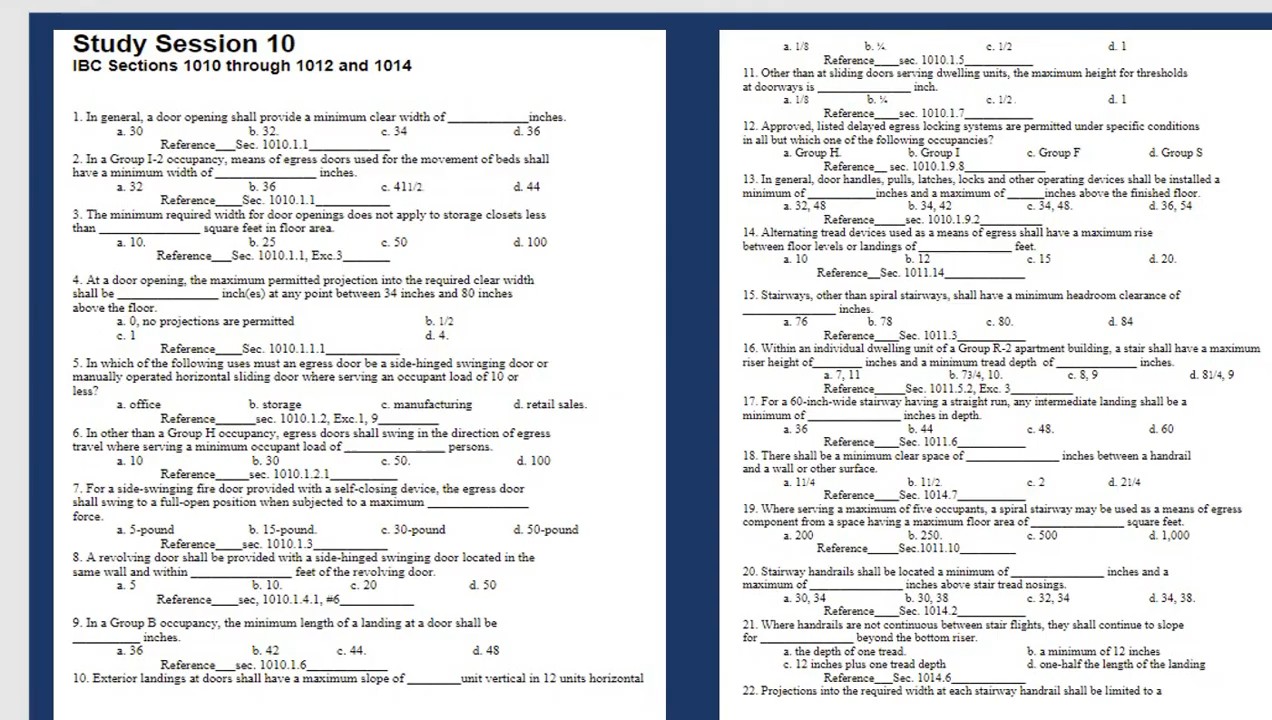 Study Session 10
IBC Sections 1010 through 1012 and 1014
1. In general, a door opening shall provide a minimum clear width of ____________inches.
a. 30 b. 32. c. 34 d. 36
Reference___Sec. 1010.1.1____________
2. In a Group I-2 occupancy, means of egress doors used for the movement of beds shall
have a minimum width of _______________ inches.
a. 32 b. 36 c. 411/2 d. 44
Reference____Sec. 1010.1.1___________
3. The minimum required width for door openings does not apply to storage closets less
than _______________ square feet in floor area.
a. 10. b. 25 c. 50 d. 100
Reference___Sec. 1010.1.1, Exc.3_______
4. At a door opening, the maximum permitted projection into the required clear width
shall be _______________ inch(es) at any point between 34 inches and 80 inches
above the floor.
a. 0, no projections are permitted b. 1/2
c. 1 d. 4.
Reference____Sec. 1010.1.1.1___________
5. In which of the following uses must an egress door be a side-hinged swinging door or
manually operated horizontal sliding door where serving an occupant load of 10 or
less?
a. office b. storage c. manufacturing d. retail sales.
Reference______sec. 1010.1.2, Exc.1, 9_________
6. In other than a Group H occupancy, egress doors shall swing in the direction of egress
travel where serving a minimum occupant load of _______________ persons.
a. 10 b. 30 c. 50. d. 100
Reference_____sec. 1010.1.2.1__________
7. For a side-swinging fire door provided with a self-closing device, the egress door
shall swing to a full-open position when subjected to a maximum _______________
force.
a. 5-pound b. 15-pound. c. 30-pound d. 50-pound
Reference____sec. 1010.1.3___________
8. A revolving door shall be provided with a side-hinged swinging door located in the
same wall and within _______________ feet of the revolving door.
a. 5 b. 10. c. 20 d. 50
Reference____sec, 1010.1.4.1, #6___________
9. In a Group B occupancy, the minimum length of a landing at a door shall be
__________ inches.
a. 36 b. 42 c. 44. d. 48
Reference___sec. 1010.1.6____________
10. Exterior landings at doors shall have a maximum slope of ________unit vertical in 12 units horizontal
a. 1/8 b. ¼. c. 1/2 d. 1
Reference____sec. 1010.1.5__________
11. Other than at sliding doors serving dwelling units, the maximum height for thresholds
at doorways is ______________ inch.
a. 1/8 b. ¼ c. 1/2. d. 1
Reference____sec. 1010.1.7__________
12. Approved, listed delayed egress locking systems are permitted under specific conditions
in all but which one of the following occupancies?
a. Group H. b. Group I c. Group F d. Group S
Reference__ sec. 1010.1.9.8____________
13. In general, door handles, pulls, latches, locks and other operating devices shall be installed a
minimum of __________inches and a maximum of ______inches above the finished floor.
a. 32, 48 b. 34, 42 c. 34, 48. d. 36, 54
Reference_____sec. 1010.1.9.2_________
14. Alternating tread devices used as a means of egress shall have a maximum rise
between floor levels or landings of ______________ feet.
a. 10 b. 12 c. 15 d. 20.
Reference__Sec. 1011.14____________
15. Stairways, other than spiral stairways, shall have a minimum headroom clearance of
______________ inches.
a. 76 b. 78 c. 80. d. 84
Reference____Sec. 1011.3__________
16. Within an individual dwelling unit of a Group R-2 apartment building, a stair shall have a maximum
riser height of_______ inches and a minimum tread depth of ____________ inches.
a. 7, 11 b. 73/4, 10. c. 8, 9 d. 81/4, 9
Reference_____Sec. 1011.5.2, Exc. 3_________
17. For a 60-inch-wide stairway having a straight run, any intermediate landing shall be a
minimum of ______________ inches in depth.
a. 36 b. 44 c. 48. d. 60
Reference____Sec. 1011.6__________
18. There shall be a minimum clear space of ______________ inches between a handrail
and a wall or other surface.
a. 11/4 b. 11/2. c. 2 d. 21/4
Reference____Sec. 1014.7__________
19. Where serving a maximum of five occupants, a spiral stairway may be used as a means of egress
component from a space having a maximum floor area of ______________ square feet.
a. 200 b. 250. c. 500 d. 1,000
Reference_____Sec.1011.10________
20. Stairway handrails shall be located a minimum of ______________ inches and a
maximum of ______________ inches above stair tread nosings.
a. 30, 34 b. 30, 38 c. 32, 34 d. 34, 38.
Reference____Sec. 1014.2__________
21. Where handrails are not continuous between stair flights, they shall continue to slope
for ______________ beyond the bottom riser.
a. the depth of one tread. b. a minimum of 12 inches
c. 12 inches plus one tread depth d. one-half the length of the landing
Reference___Sec. 1014.6___________
22. Projections into the required width at each stairway handrail shall be limited to a